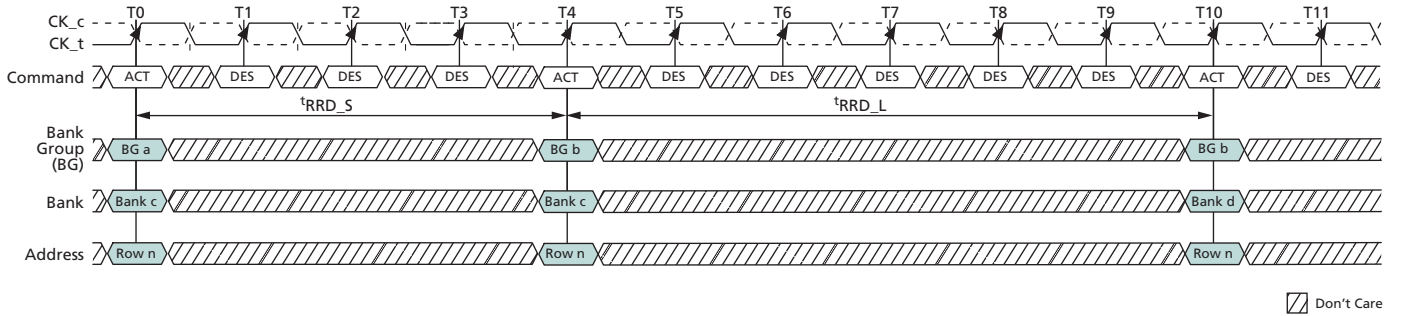 T0 T1 T2 T3 T4 T5 T6 T7 T8 T9 T10 T11
CK_c
CK_t
Command ACT DES DES DES ACT DES DES DES DES DES ACT DES
tRRD_S tRRD_L
Bank
Group
(BG)
BG a BG b BG b
Bank Bank c Bank c Bank d
Address Row n Row n Row n
Don't Care